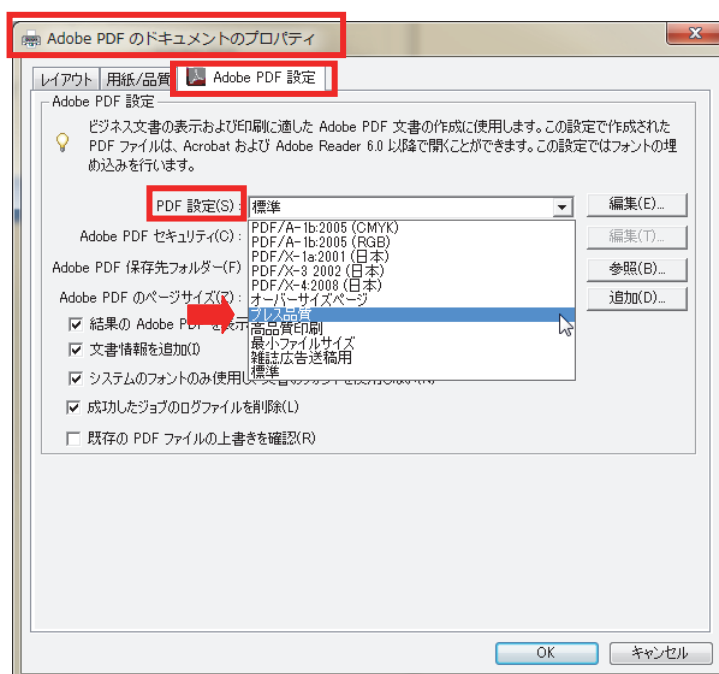 Adobe PDF のドキュメントのプロパティ
x
レイアウト 用紙/品質 Adobe PDF 設定
Adobe PDF 設定
ビジネス文書の表示および印刷に適した Adobe PDF 文書の作成に使用します。この設定で作成された
PDF ファイルは、Acrobat および Adobe Reader 6.0 以降で開くことができます。この設定ではフォントの埋
め込みを行います。
PDF 設定(S): 標準 編集(E)...
Adobe PDF セキュリティ(C): 編集(T)...
Adobe PDF 保存先フォルダー(F) 参照(B)...
Adobe PDF のページサイズ(Z): 追加(D)...
PDF/A-1b:2005 (CMYK)
PDF/A-1b:2005 (RGB)
PDF/X-1a:2001 (日本)
PDF/X-3 2002 (日本)
PDF/X-4:2008 (日本)
オーバーサイズページ
プレス品質
高品質印刷
最小ファイルサイズ
雑誌広告送稿用
標準
結果の Adobe PDF を表示
文書情報を追加(I)
システムのフォントのみ使用し
成功したジョブのログファイルを削除(L)
既存の PDF ファイルの上書きを確認(R)
OK キャンセル